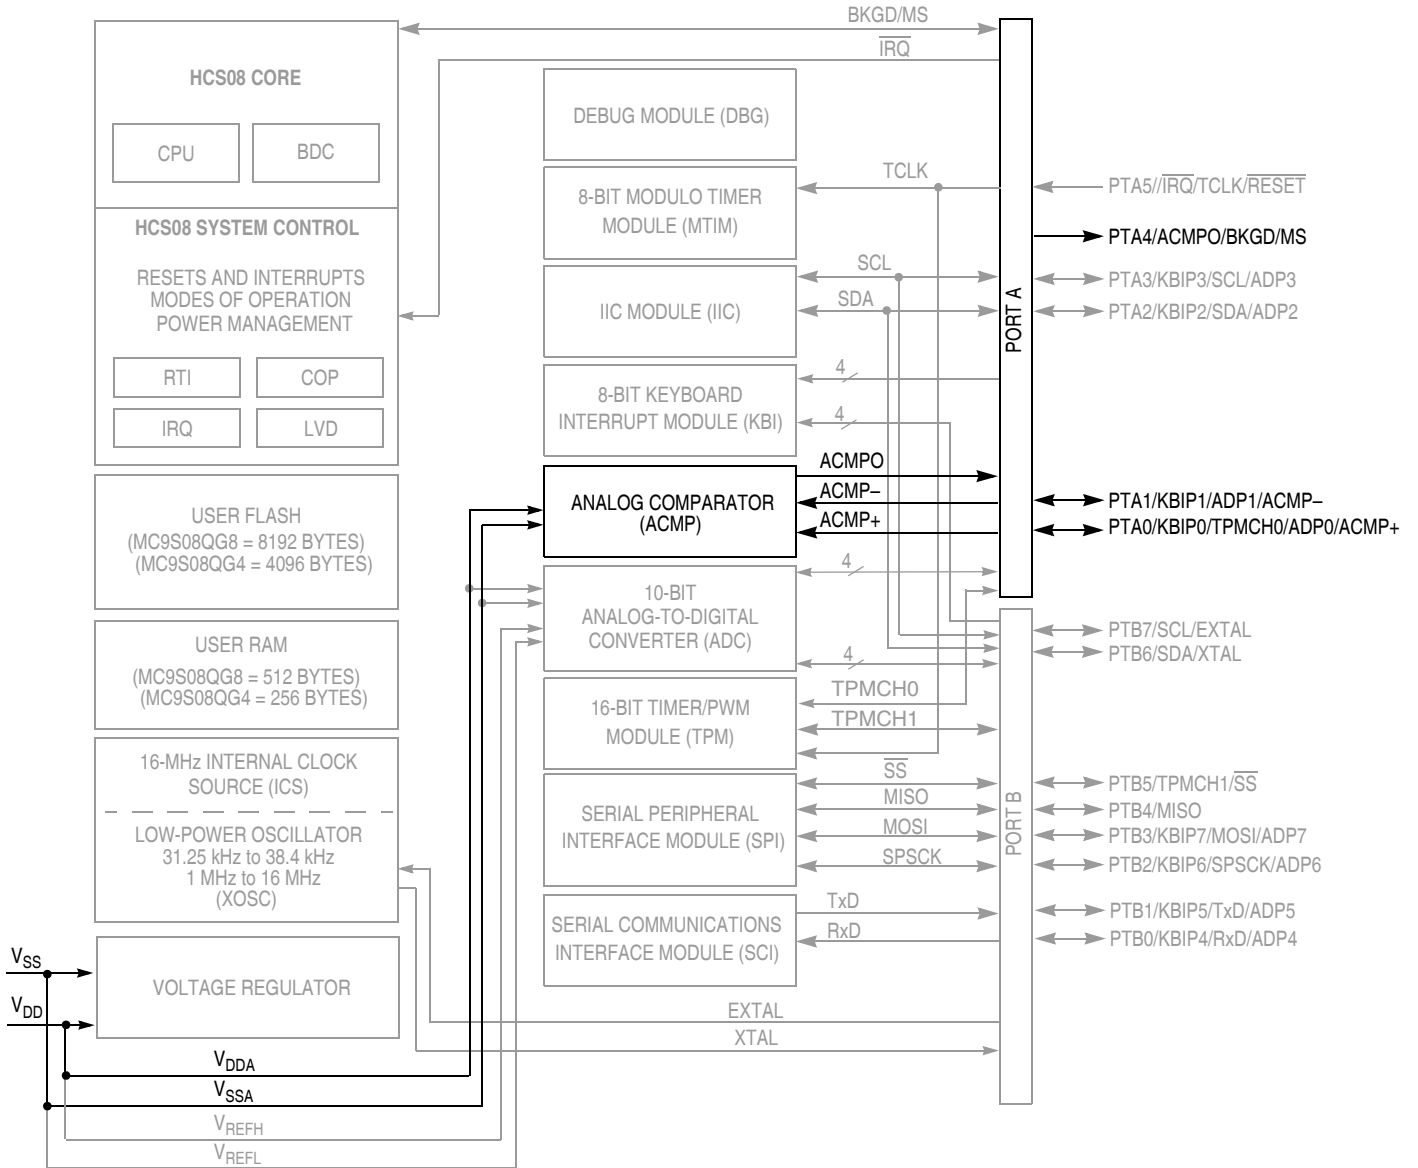 BKGD/MS
IRQ
HCS08 CORE
CPU
BDC
HCS08 SYSTEM CONTROL
RESETS AND INTERRUPTS
MODES OF OPERATION
POWER MANAGEMENT
RTI
COP
IRQ
LVD
USER FLASH
(MC9S08QG8 = 8192 BYTES)
(MC9S08QG4 = 4096 BYTES)
USER RAM
(MC9S08QG8 = 512 BYTES)
(MC9S08QG4 = 256 BYTES)
16-MHz INTERNAL CLOCK
SOURCE (ICS)
LOW-POWER OSCILLATOR
31.25 kHz to 38.4 kHz
1 MHz to 16 MHz
(XOSC)
VOLTAGE REGULATOR
VSS
VDD
VDDA
VSSA
VREFH
VREFL
DEBUG MODULE (DBG)
8-BIT MODULO TIMER
MODULE (MTIM)
TCLK
IIC MODULE (IIC)
SCL
SDA
8-BIT KEYBOARD
INTERRUPT MODULE (KBI)
4
4
ANALOG COMPARATOR
(ACMP)
ACMPO
ACMP–
ACMP+
10-BIT
ANALOG-TO-DIGITAL
CONVERTER (ADC)
4
4
16-BIT TIMER/PWM
MODULE (TPM)
TPMCH0
TPMCH1
SERIAL PERIPHERAL
INTERFACE MODULE (SPI)
SS
MISO
MOSI
SPSCK
SERIAL COMMUNICATIONS
INTERFACE MODULE (SCI)
TxD
RxD
EXTAL
XTAL
PORT A
PORT B
PTA5//IRQ/TCLK/RESET
PTA4/ACMPO/BKGD/MS
PTA3/KBIP3/SCL/ADP3
PTA2/KBIP2/SDA/ADP2
PTA1/KBIP1/ADP1/ACMP–
PTA0/KBIP0/TPMCH0/ADP0/ACMP+
PTB7/SCL/EXTAL
PTB6/SDA/XTAL
PTB5/TPMCH1/SS
PTB4/MISO
PTB3/KBIP7/MOSI/ADP7
PTB2/KBIP6/SPSCK/ADP6
PTB1/KBIP5/TxD/ADP5
PTB0/KBIP4/RxD/ADP4